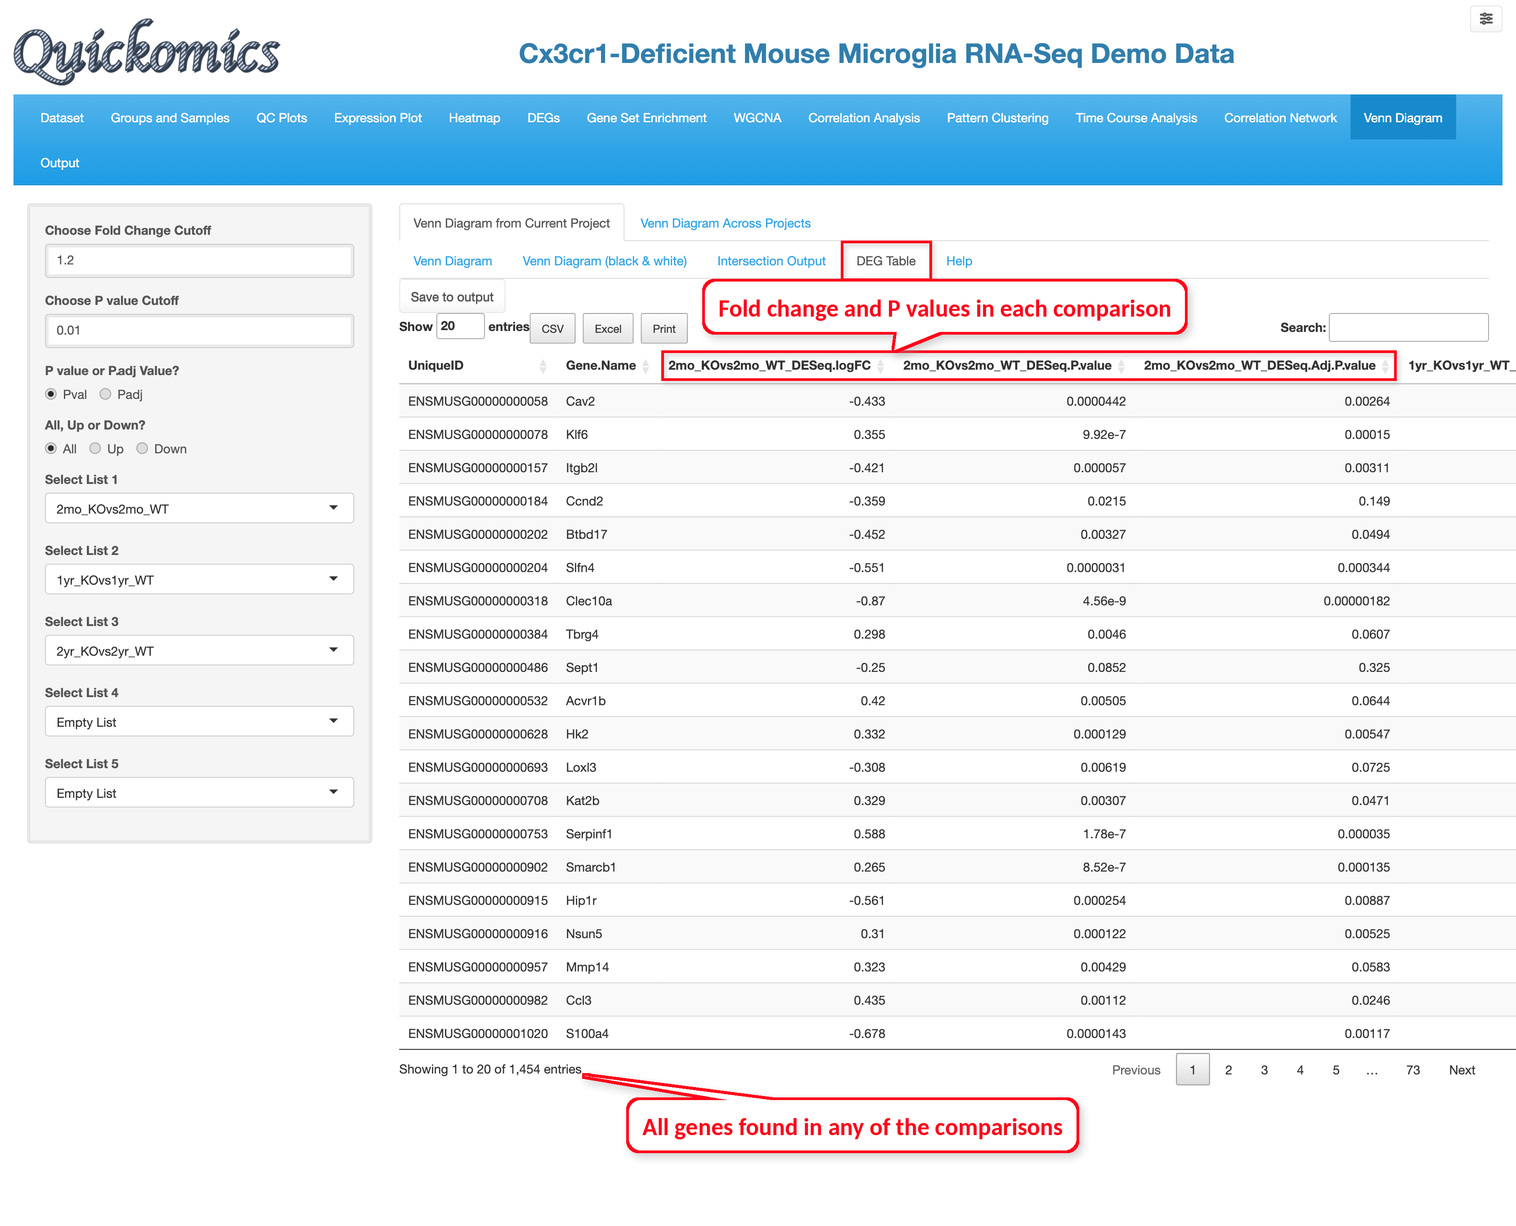 Quickomics
Cx3cr1-Deficient Mouse Microglia RNA-Seq Demo Data
Dataset Groups and Samples QC Plots Expression Plot Heatmap DEGs Gene Set Enrichment WGCNA Correlation Analysis Pattern Clustering Time Course Analysis Correlation Network Venn Diagram
Output
Choose Fold Change Cutoff
1.2
Choose P value Cutoff
0.01
P value or P.adj Value?
Pval Padj
All, Up or Down?
All Up Down
Select List 1
2mo_KOvs2mo_WT
Select List 2
1yr_KOvs1yr_WT
Select List 3
2yr_KOvs2yr_WT
Select List 4
Empty List
Select List 5
Empty List
Venn Diagram from Current Project Venn Diagram Across Projects
Venn Diagram Venn Diagram (black & white) Intersection Output DEG Table Help
Save to output
Fold change and P values in each comparison
Show 20 entries CSV Excel Print Search:
UniqueID Gene.Name 2mo_KOvs2mo_WT_DESeq.logFC 2mo_KOvs2mo_WT_DESeq.P.value 2mo_KOvs2mo_WT_DESeq.Adj.P.value 1yr_KOvs1yr_WT_
ENSMUSG00000000058 Cav2 -0.433 0.0000442 0.00264
ENSMUSG00000000078 Klf6 0.355 9.92e-7 0.00015
ENSMUSG00000000157 Itgb2l -0.421 0.000057 0.00311
ENSMUSG00000000184 Ccnd2 -0.359 0.0215 0.149
ENSMUSG00000000202 Btbd17 -0.452 0.00327 0.0494
ENSMUSG00000000204 Slfn4 -0.551 0.0000031 0.000344
ENSMUSG00000000318 Clec10a -0.87 4.56e-9 0.00000182
ENSMUSG00000000384 Tbrg4 0.298 0.0046 0.0607
ENSMUSG00000000486 Sept1 -0.25 0.0852 0.325
ENSMUSG00000000532 Acvr1b 0.42 0.00505 0.0644
ENSMUSG00000000628 Hk2 0.332 0.000129 0.00547
ENSMUSG00000000693 Loxl3 -0.308 0.00619 0.0725
ENSMUSG00000000708 Kat2b 0.329 0.00307 0.0471
ENSMUSG00000000753 Serpinf1 0.588 1.78e-7 0.000035
ENSMUSG00000000902 Smarcb1 0.265 8.52e-7 0.000135
ENSMUSG00000000915 Hip1r -0.561 0.000254 0.00887
ENSMUSG00000000916 Nsun5 0.31 0.000122 0.00525
ENSMUSG00000000957 Mmp14 0.323 0.00429 0.0583
ENSMUSG00000000982 Ccl3 0.435 0.00112 0.0246
ENSMUSG00000001020 S100a4 -0.678 0.0000143 0.00117
Showing 1 to 20 of 1,454 entries Previous 1 2 3 4 5 … 73 Next
All genes found in any of the comparisons